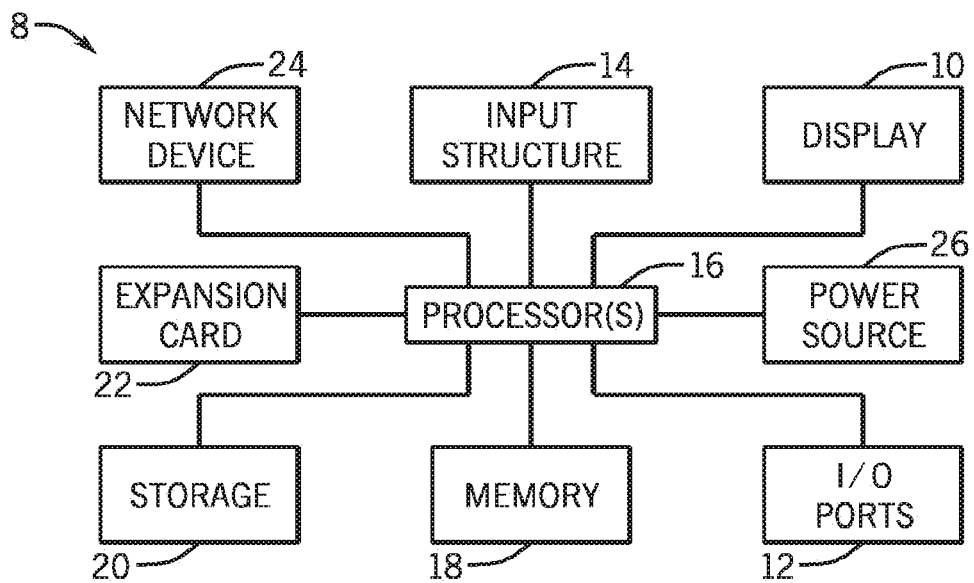 8
24
14
10
NETWORK
DEVICE
INPUT
STRUCTURE
DISPLAY
16
26
EXPANSION
CARD
PROCESSOR(S)
POWER
SOURCE
22
STORAGE
MEMORY
I/O
PORTS
20
18
12